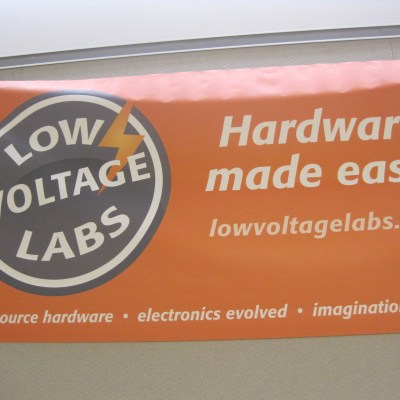 LOW
VOLTAGE
LABS
Hardwar
made eas
lowvoltagelabs.
ource hardware • electronics evolved • imaginatio